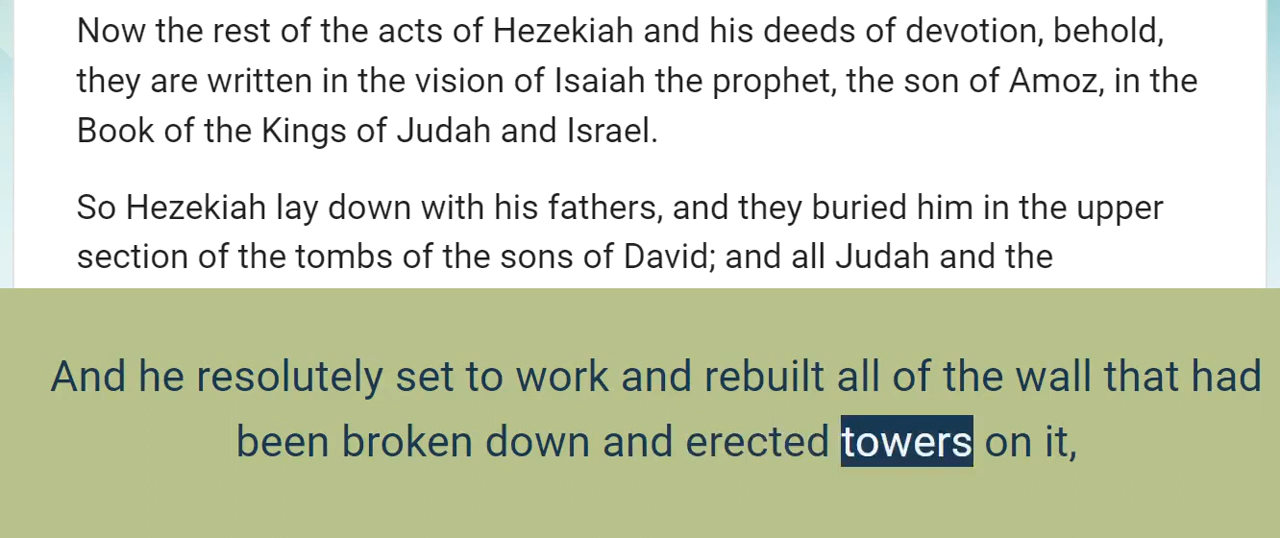 Now the rest of the acts of Hezekiah and his deeds of devotion, behold,
they are written in the vision of Isaiah the prophet, the son of Amoz, in the
Book of the Kings of Judah and Israel.
So Hezekiah lay down with his fathers, and they buried him in the upper
section of the tombs of the sons of David; and all Judah and the
And he resolutely set to work and rebuilt all of the wall that had
been broken down and erected towers on it,